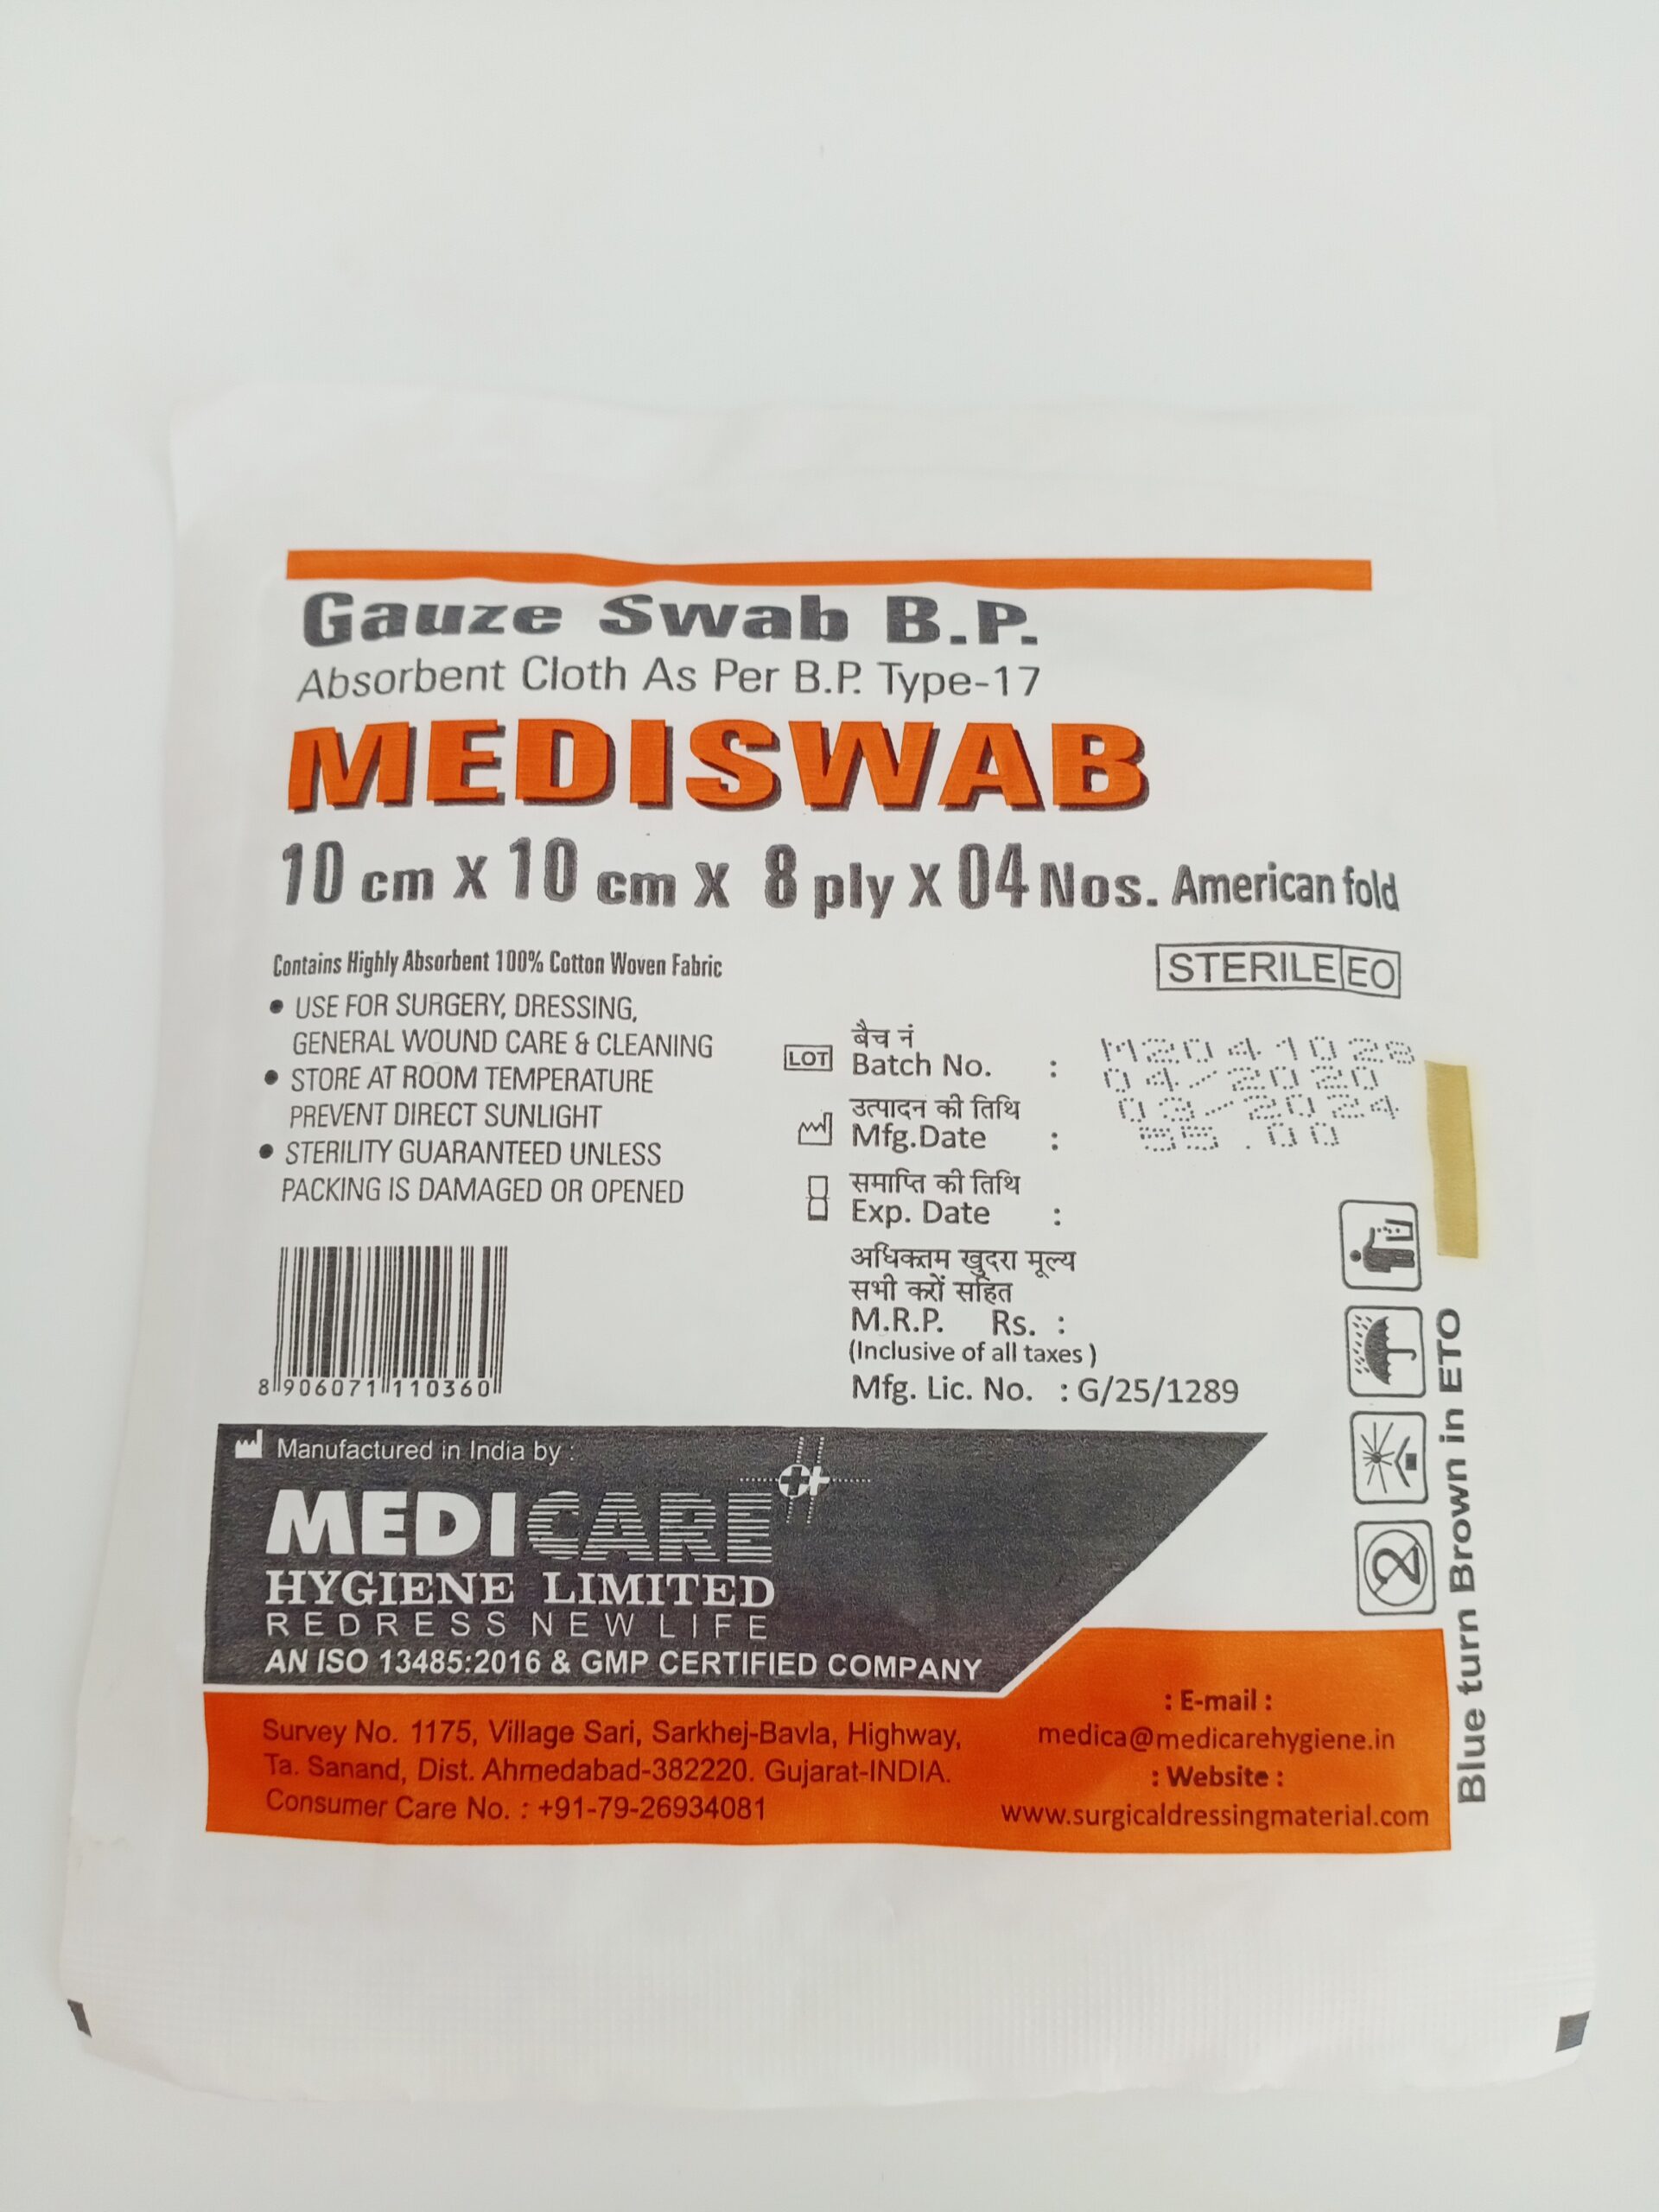 Gauze Swab B.P.
Absorbent Cloth As Per B.P. Type-17
MEDISWAB
10 cm x 10 cm x 8 ply x 04 Nos. American fold
Contains Highly Absorbent 100% Cotton Woven Fabric
• USE FOR SURGERY, DRESSING,
GENERAL WOUND CARE & CLEANING
• STORE AT ROOM TEMPERATURE
PREVENT DIRECT SUNLIGHT
• STERILITY GUARANTEED UNLESS
PACKING IS DAMAGED OR OPENED
8 906071 110360
STERILE EO
बैच नं
LOT Batch No. :
उत्पादन की तिथि
Mfg.Date :
समाप्ति की तिथि
Exp. Date :
अधिक्तम खुदरा मूल्य
सभी करों सहित
M.R.P. Rs. :
(Inclusive of all taxes )
Mfg. Lic. No. : G/25/1289
M2041028
04/2020
03/2024
55.00
2
Blue turn Brown in ETO
Manufactured in India by :
MEDICARE
HYGIENE LIMITED
REDRESS NEW LIFE
AN ISO 13485:2016 & GMP CERTIFIED COMPANY
Survey No. 1175, Village Sari, Sarkhej-Bavla, Highway,
Ta. Sanand, Dist. Ahmedabad-382220. Gujarat-INDIA.
Consumer Care No. : +91-79-26934081
: E-mail :
medica@medicarehygiene.in
: Website :
www.surgicaldressingmaterial.com